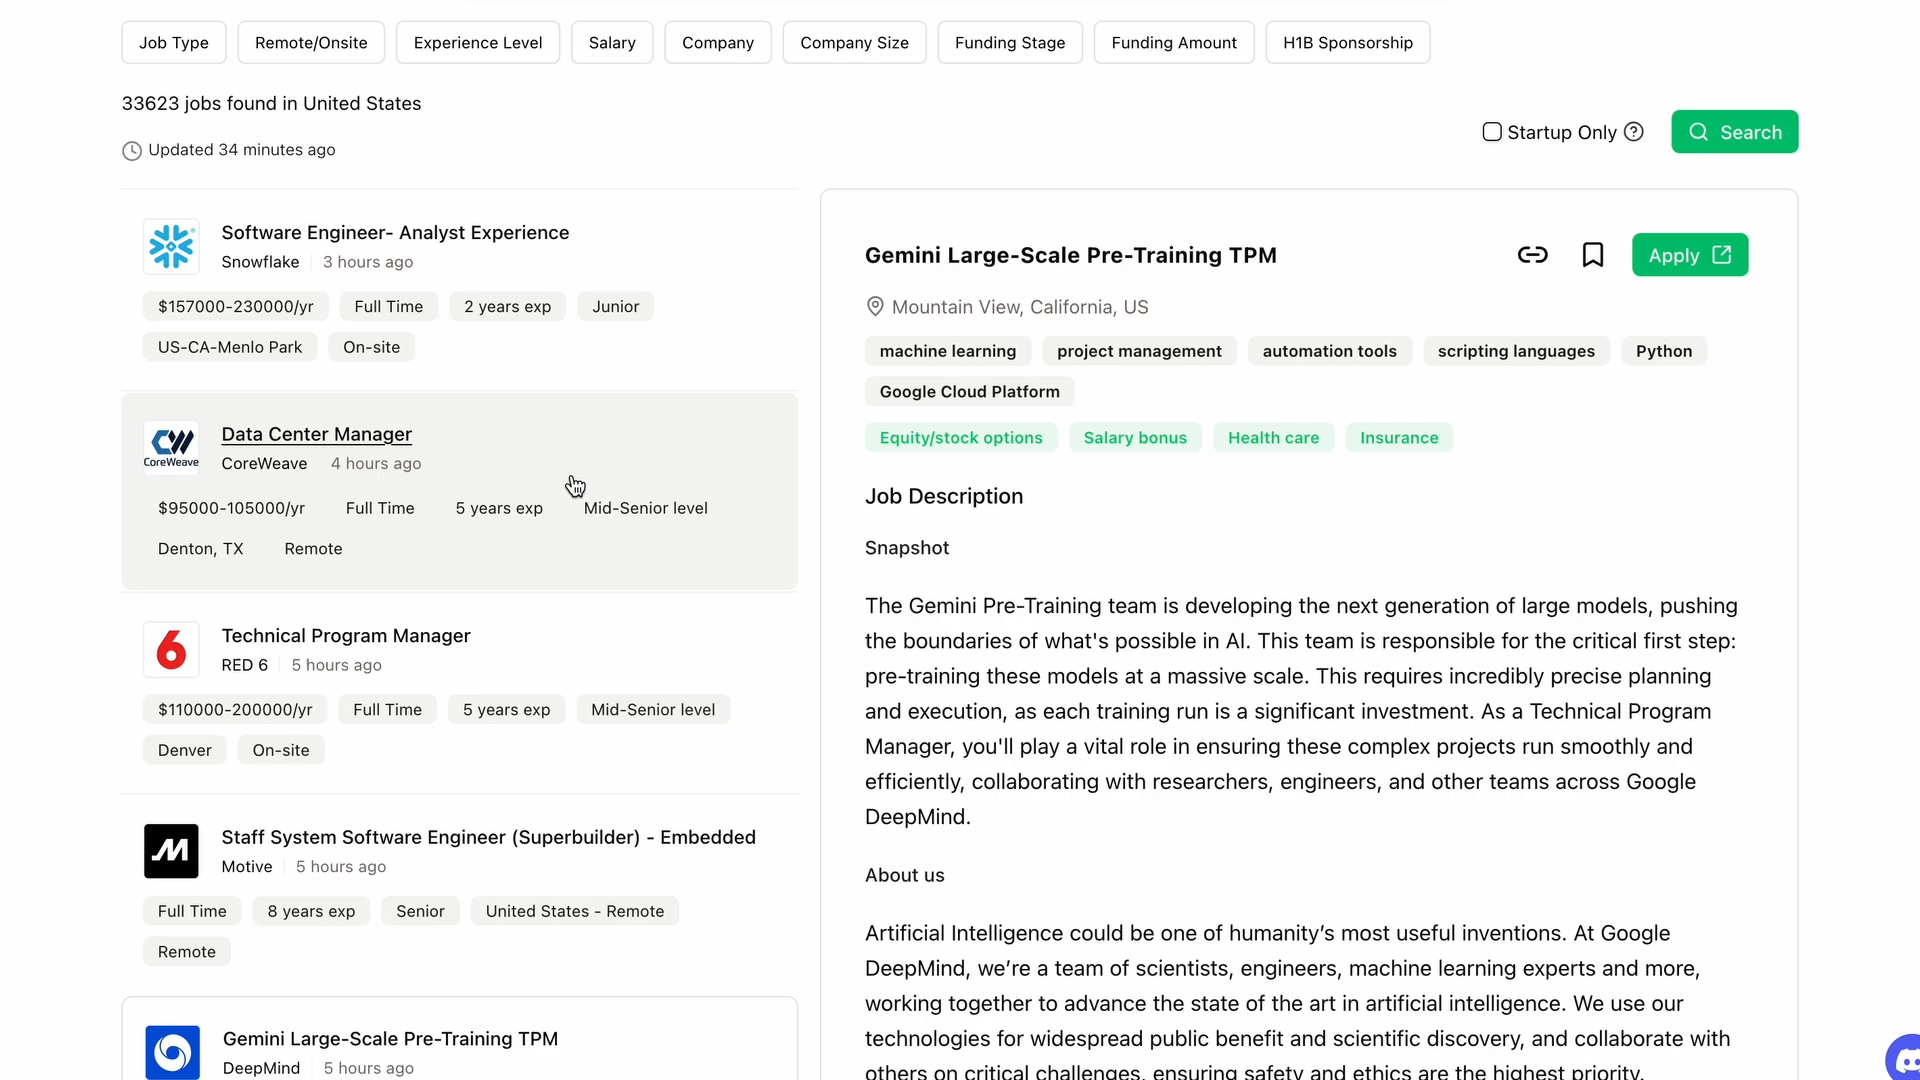 Job Type
Remote/Onsite
Experience Level
Salary
Company
Company Size
Funding Stage
Funding Amount
H1B Sponsorship
33623 jobs found in United States
Updated 34 minutes ago
Startup Only
Search
Software Engineer- Analyst Experience
Snowflake 3 hours ago
$157000-230000/yr Full Time 2 years exp Junior
US-CA-Menlo Park On-site
CW
CoreWeave
Data Center Manager
CoreWeave 4 hours ago
$95000-105000/yr Full Time 5 years exp Mid-Senior level
Denton, TX Remote
6
Technical Program Manager
RED 6 5 hours ago
$110000-200000/yr Full Time 5 years exp Mid-Senior level
Denver On-site
Staff System Software Engineer (Superbuilder) - Embedded
Motive 5 hours ago
Full Time 8 years exp Senior United States - Remote
Remote
Gemini Large-Scale Pre-Training TPM
DeepMind 5 hours ago
Gemini Large-Scale Pre-Training TPM
Apply
Mountain View, California, US
machine learning project management automation tools scripting languages Python
Google Cloud Platform
Equity/stock options Salary bonus Health care Insurance
Job Description
Snapshot
The Gemini Pre-Training team is developing the next generation of large models, pushing
the boundaries of what's possible in AI. This team is responsible for the critical first step:
pre-training these models at a massive scale. This requires incredibly precise planning
and execution, as each training run is a significant investment. As a Technical Program
Manager, you'll play a vital role in ensuring these complex projects run smoothly and
efficiently, collaborating with researchers, engineers, and other teams across Google
DeepMind.
About us
Artificial Intelligence could be one of humanity’s most useful inventions. At Google
DeepMind, we’re a team of scientists, engineers, machine learning experts and more,
working together to advance the state of the art in artificial intelligence. We use our
technologies for widespread public benefit and scientific discovery, and collaborate with
others on critical challenges, ensuring safety and ethics are the highest priority.